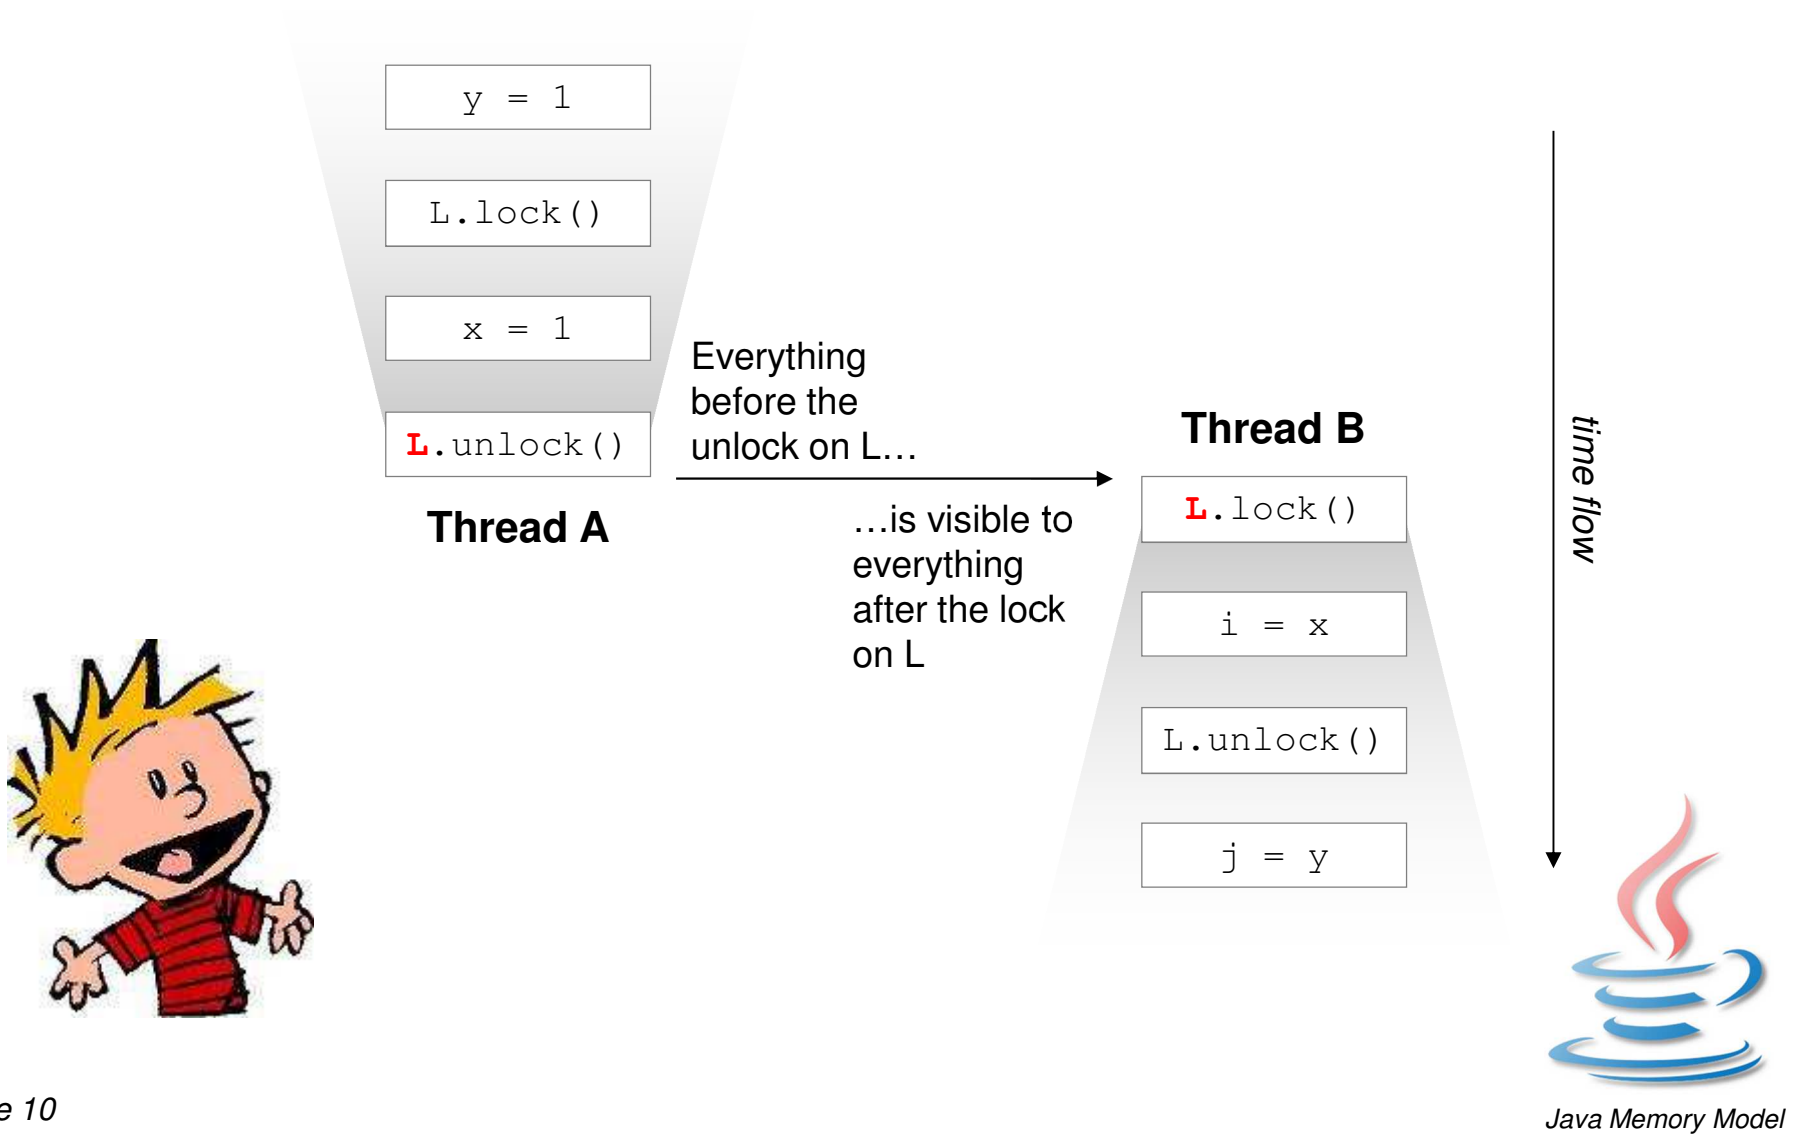 y = 1
L.lock()
x = 1
L.unlock()
Thread A
Everything
before the
unlock on L…
…is visible to
everything
after the lock
on L
Thread B
L.lock()
i = x
L.unlock()
j = y
time flow
e 10
Java Memory Model